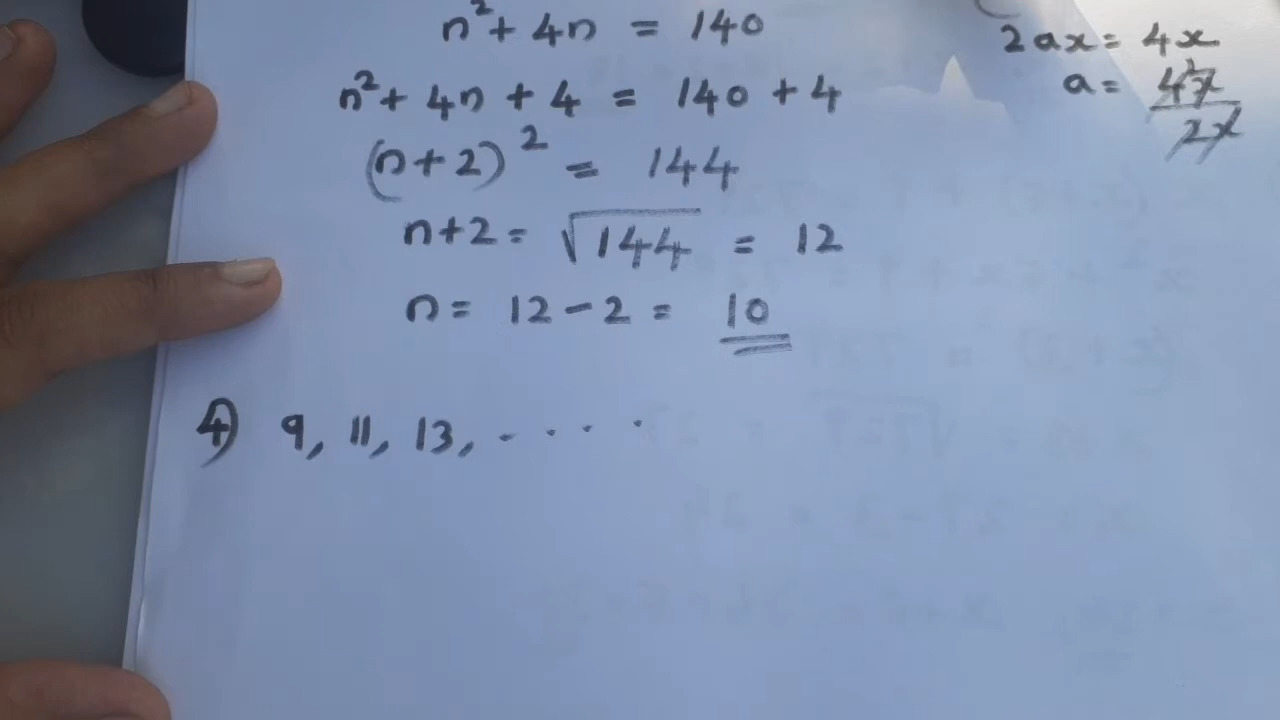 n² + 4n = 140
n² + 4n + 4 = 140 + 4
(n+2)² = 144
n+2 = √144 = 12
n = 12 - 2 = 10
4) 9, 11, 13, - . . . .
2ax = 4x
a = 4x/2x